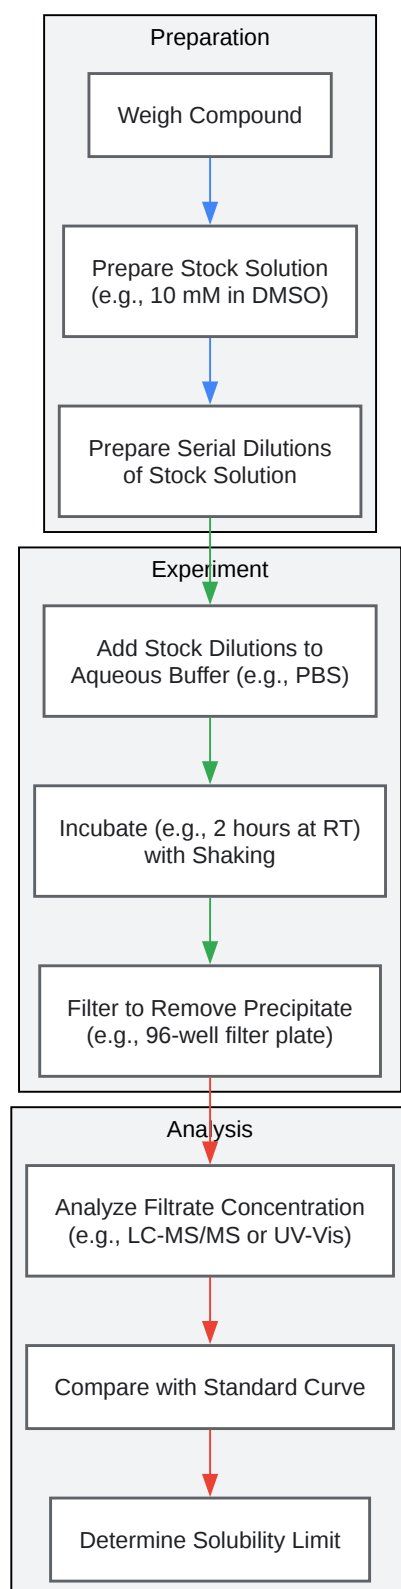 Preparation
Weigh Compound
Prepare Stock Solution
(e.g., 10 mM in DMSO)
Prepare Serial Dilutions
of Stock Solution
Experiment
Add Stock Dilutions to
Aqueous Buffer (e.g., PBS)
Incubate (e.g., 2 hours at RT)
with Shaking
Filter to Remove Precipitate
(e.g., 96-well filter plate)
Analysis
Analyze Filtrate Concentration
(e.g., LC-MS/MS or UV-Vis)
Compare with Standard Curve
Determine Solubility Limit